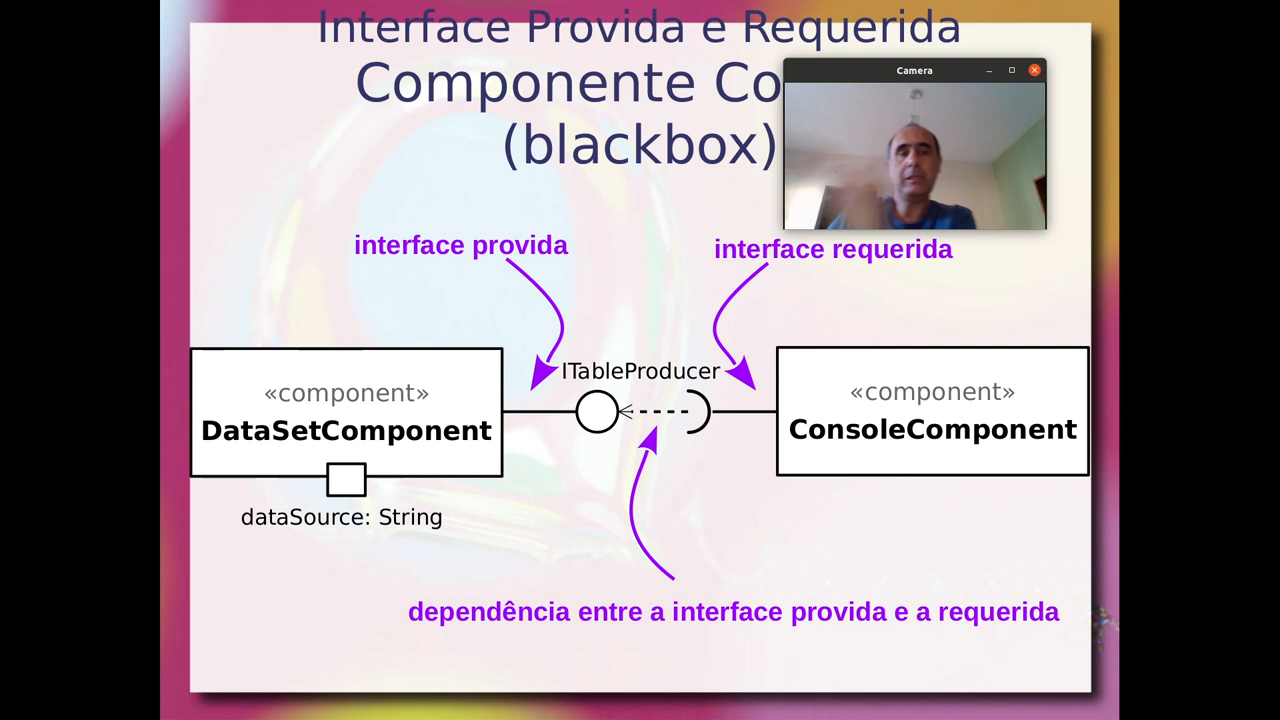 Interface Provida e Requerida
Componente Co
(blackbox)
Camera
interface provida
interface requerida
ITableProducer
«component»
DataSetComponent
«component»
ConsoleComponent
dataSource: String
dependência entre a interface provida e a requerida